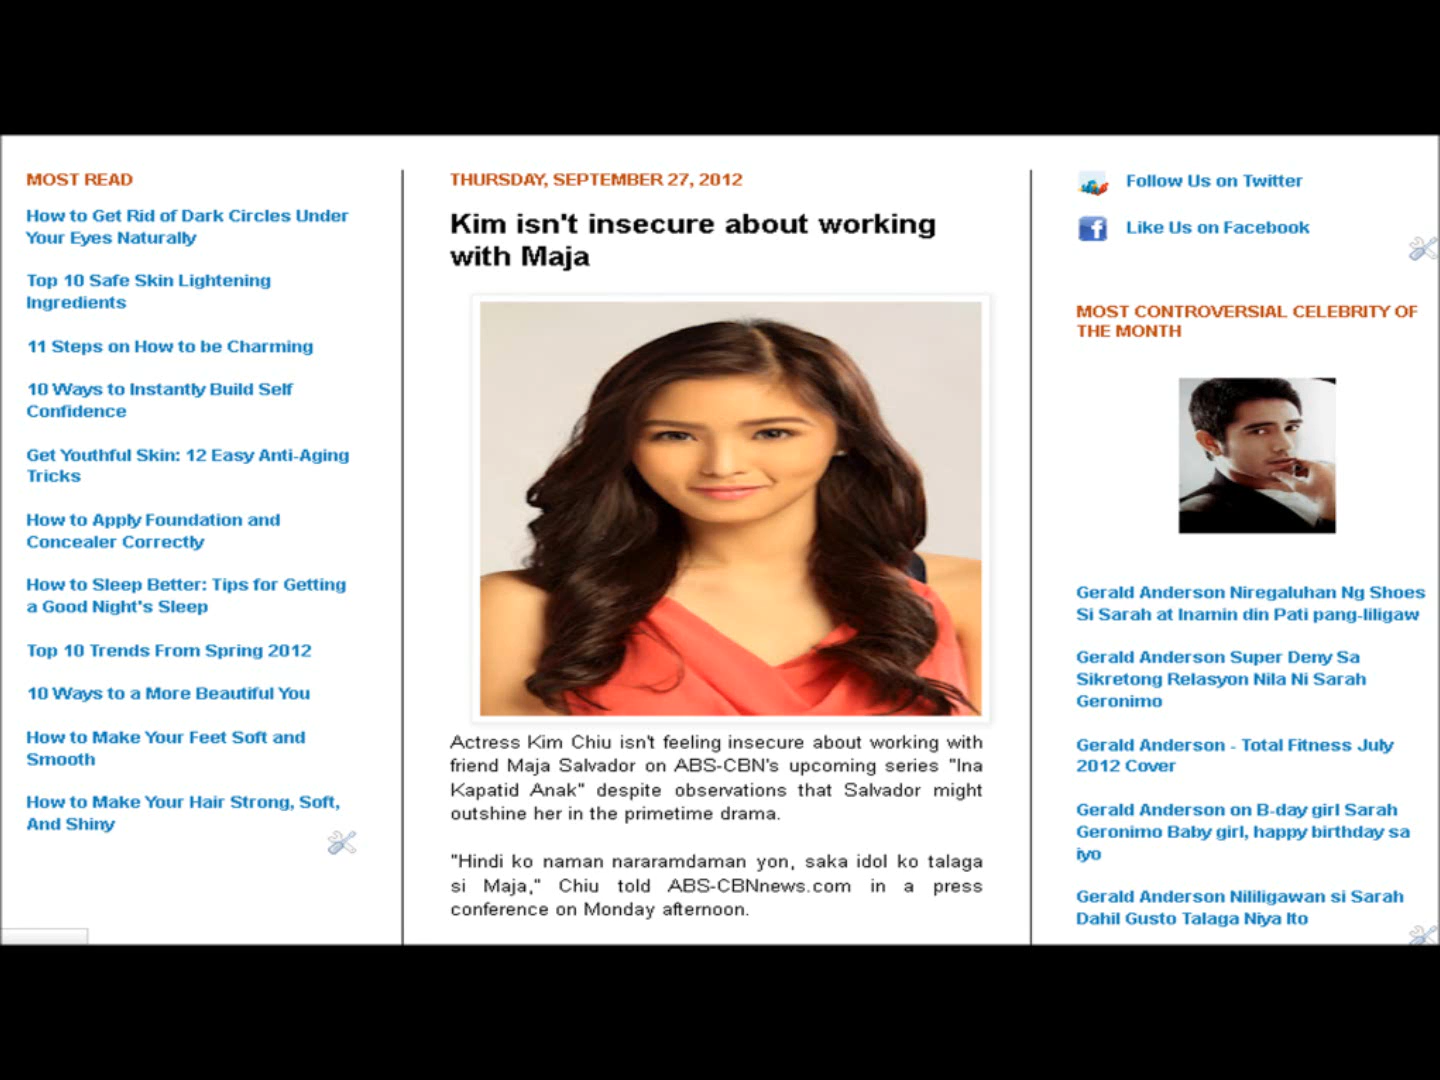 MOST READ
How to Get Rid of Dark Circles Under
Your Eyes Naturally
Top 10 Safe Skin Lightening
Ingredients
11 Steps on How to be Charming
10 Ways to Instantly Build Self
Confidence
Get Youthful Skin: 12 Easy Anti-Aging
Tricks
How to Apply Foundation and
Concealer Correctly
How to Sleep Better: Tips for Getting
a Good Night's Sleep
Top 10 Trends From Spring 2012
10 Ways to a More Beautiful You
How to Make Your Feet Soft and
Smooth
How to Make Your Hair Strong, Soft,
And Shiny
THURSDAY, SEPTEMBER 27, 2012
Kim isn't insecure about working
with Maja
Actress Kim Chiu isn't feeling insecure about working with
friend Maja Salvador on ABS-CBN's upcoming series "Ina
Kapatid Anak" despite observations that Salvador might
outshine her in the primetime drama.
"Hindi ko naman nararamdaman yon, saka idol ko talaga
si Maja," Chiu told ABS-CBNnews.com in a press
conference on Monday afternoon.
Follow Us on Twitter
Like Us on Facebook
MOST CONTROVERSIAL CELEBRITY OF
THE MONTH
Gerald Anderson Niregaluhan Ng Shoes
Si Sarah at Inamin din Pati pang-liligaw
Gerald Anderson Super Deny Sa
Sikretong Relasyon Nila Ni Sarah
Geronimo
Gerald Anderson - Total Fitness July
2012 Cover
Gerald Anderson on B-day girl Sarah
Geronimo Baby girl, happy birthday sa
iyo
Gerald Anderson Nililigawan si Sarah
Dahil Gusto Talaga Niya Ito